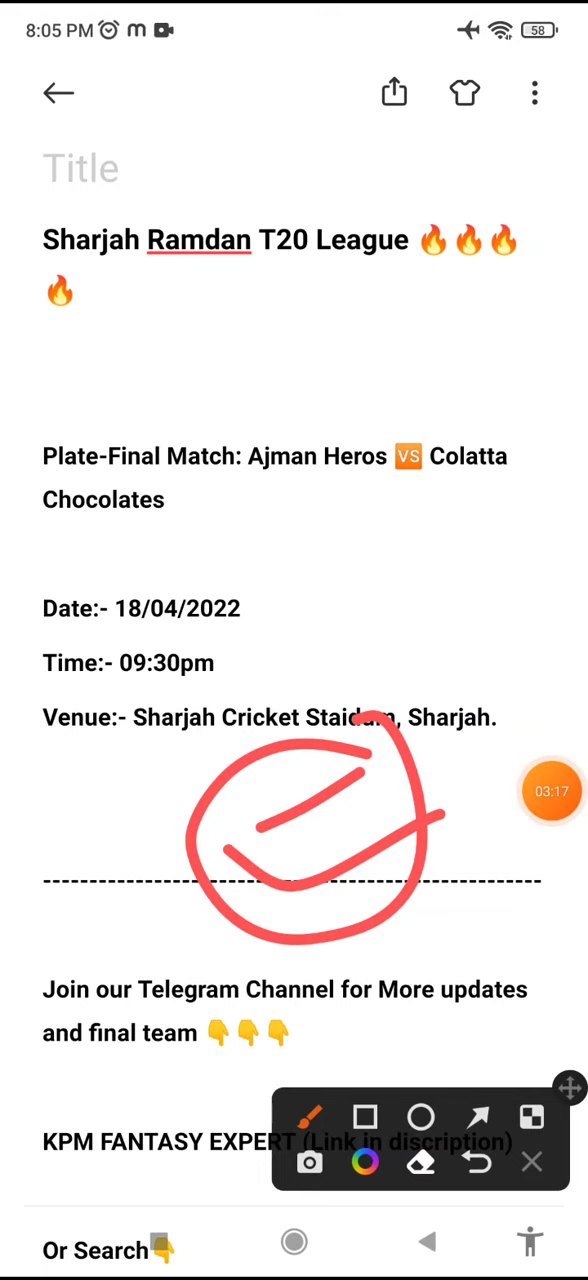 8:05 PM
58
Title
Sharjah Ramdan T20 League 🔥🔥🔥
🔥
Plate-Final Match: Ajman Heros 🆚 Colatta
Chocolates
Date:- 18/04/2022
Time:- 09:30pm
Venue:- Sharjah Cricket Staidum, Sharjah.
03:17
--------------------------------------------------
Join our Telegram Channel for More updates
and final team 👇👇👇
KPM FANTASY EXPERT (Link in discription)
Or Search👇